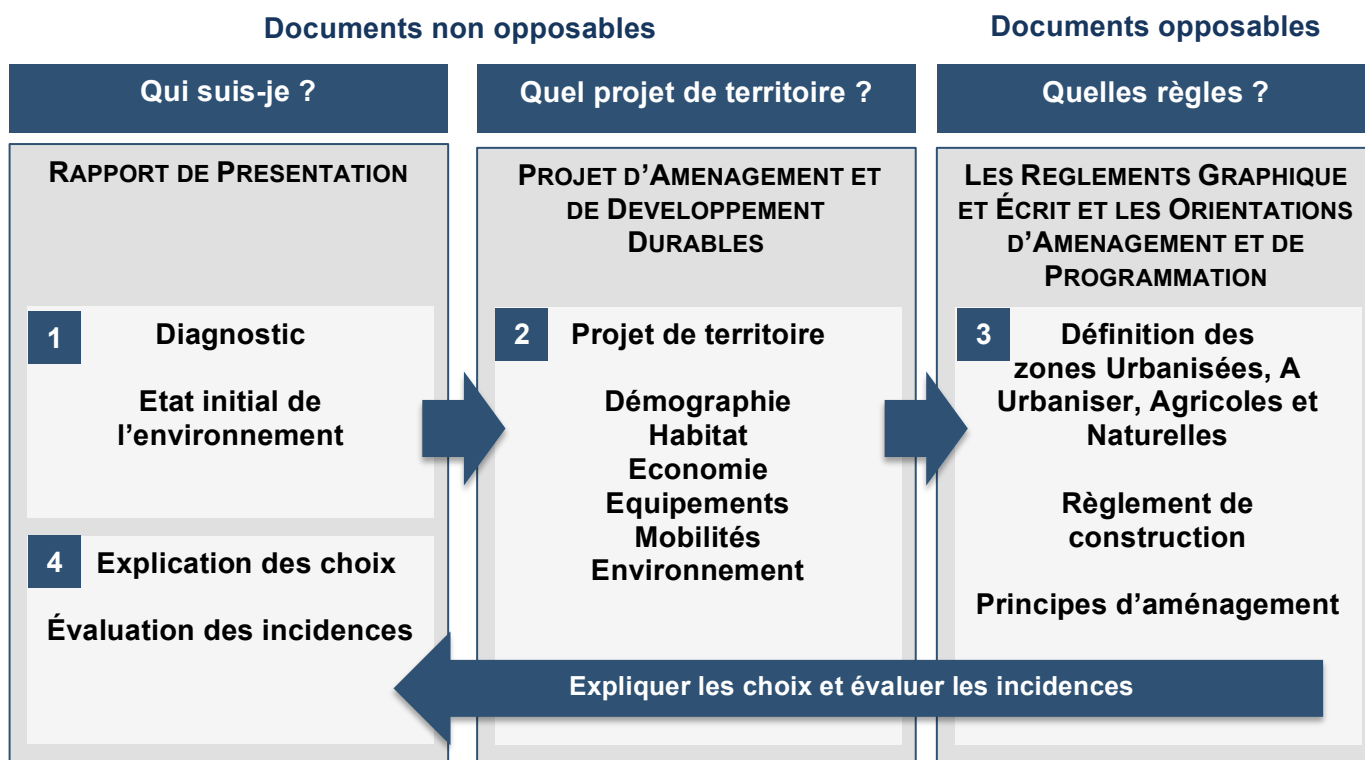 Documents non opposables
Documents opposables
Qui suis-je ?
Quel projet de territoire ?
Quelles règles ?
RAPPORT DE PRESENTATION
1
Diagnostic
Etat initial de
l'environnement
4
Explication des choix
Évaluation des incidences
PROJET D'AMENAGEMENT ET
DE DEVELOPPEMENT
DURABLES
2
Projet de territoire
Démographie
Habitat
Economie
Equipements
Mobilités
Environnement
LES REGLEMENTS GRAPHIQUE
ET ÉCRIT ET LES ORIENTATIONS
D'AMENAGEMENT ET DE
PROGRAMMATION
3
Définition des
zones Urbanisées, A
Urbaniser, Agricoles et
Naturelles
Règlement de
construction
Principes d'aménagement
Expliquer les choix et évaluer les incidences